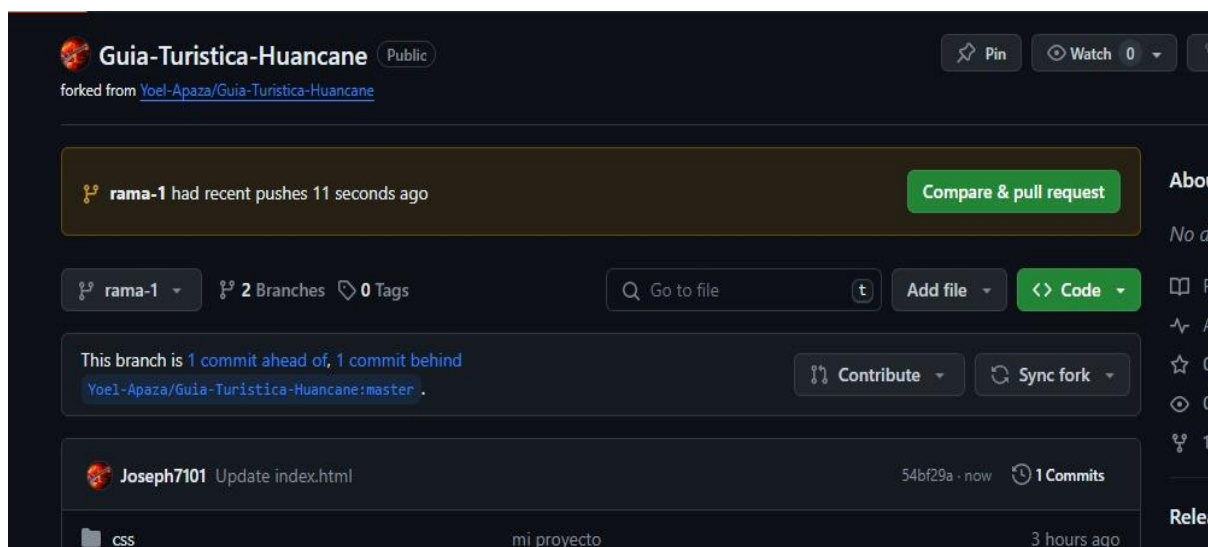 Guia-Turistica-Huancane Public
Pin
Watch 0
forked from Yoel-Apaza/Guia-Turistica-Huancane
rama-1 had recent pushes 11 seconds ago
Compare & pull request
rama-1
2 Branches
0 Tags
Go to file
t
Add file
<> Code
This branch is 1 commit ahead of, 1 commit behind
Yoel-Apaza/Guia-Turistica-Huancane:master .
Contribute
Sync fork
Joseph7101 Update index.html
54bf29a · now
1 Commits
css
mi proyecto
3 hours ago